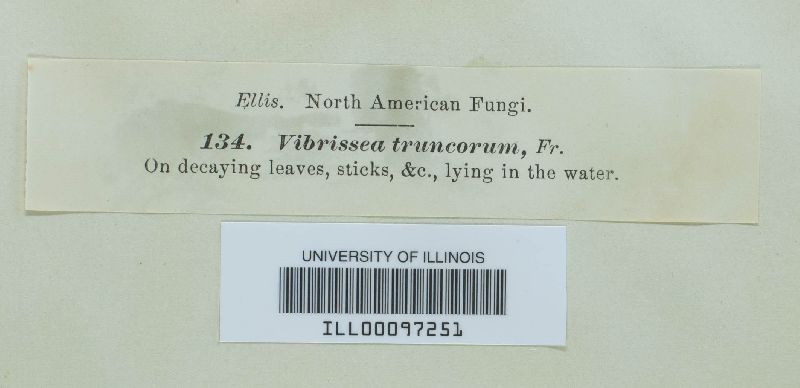 Ellis. North American Fungi.
134. Vibrissea truncorum, Fr.
On decaying leaves, sticks, &c., lying in the water.
UNIVERSITY OF ILLINOIS
ILL00097251